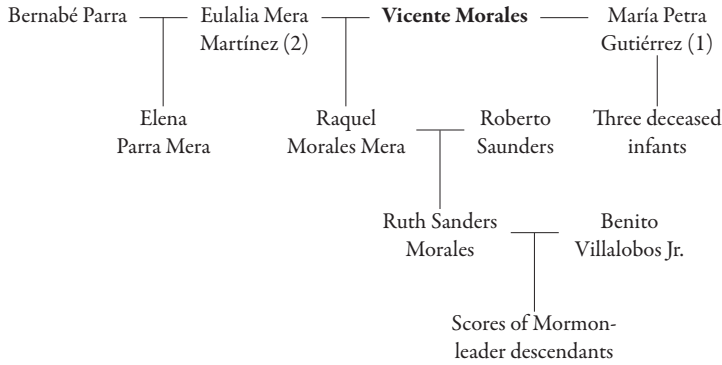 Bernabé Parra
Eulalia Mera
Martínez (2)
Vicente Morales
María Petra
Gutiérrez (1)
Elena
Parra Mera
Raquel
Morales Mera
Roberto
Saunders
Three deceased
infants
Ruth Sanders
Morales
Benito
Villalobos Jr.
Scores of Mormon-
leader descendants